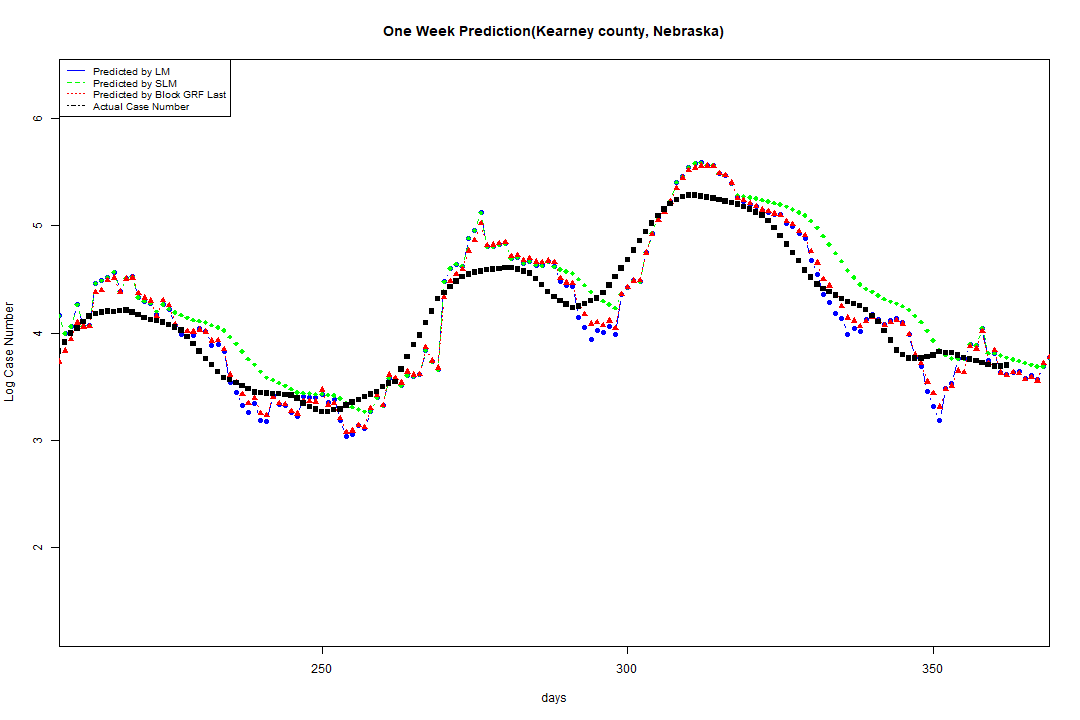 One Week Prediction(Kearney county, Nebraska)
Predicted by LM
Predicted by SLM
Predicted by Block GRF Last
Actual Case Number
6
5
4
3
2
Log Case Number
250
300
350
days